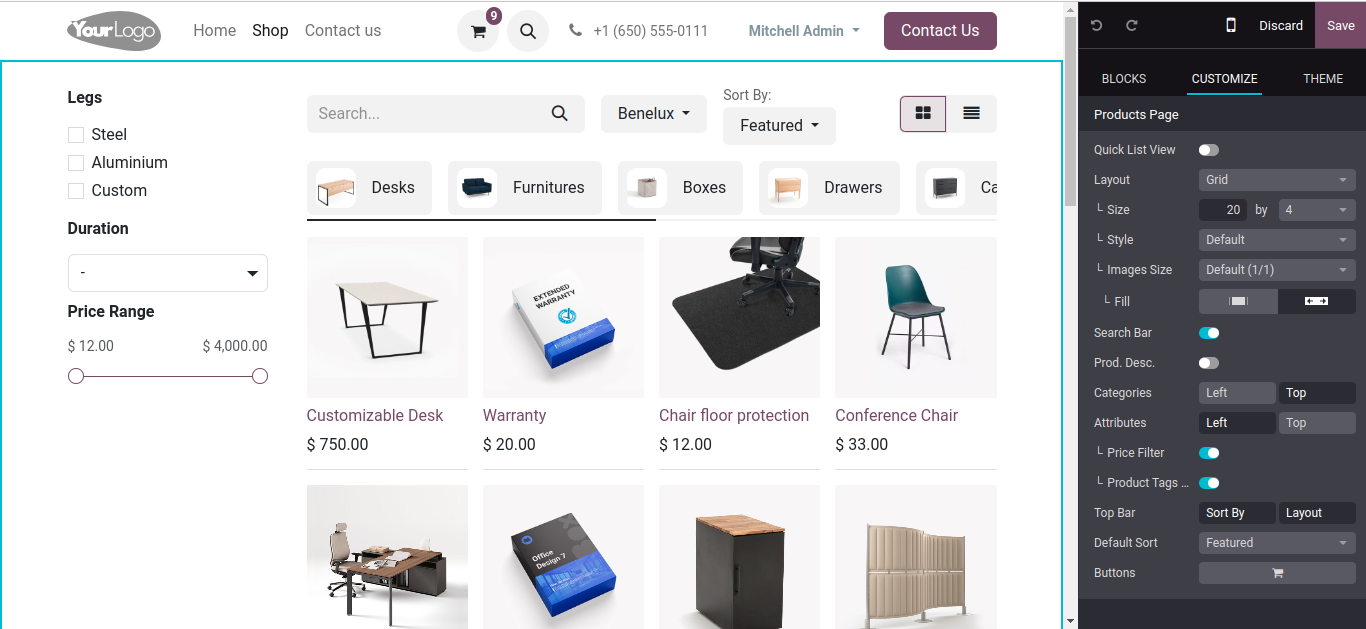 YourLogo
Home
Shop
Contact us
9
+1 (650) 555-0111
Mitchell Admin
Contact Us
Discard
Save
BLOCKS
CUSTOMIZE
THEME
Legs
Steel
Aluminium
Custom
Duration
-
Price Range
$ 12.00
$ 4,000.00
Search...
Benelux
Sort By:
Featured
Desks
Furnitures
Boxes
Drawers
Ca
EXTENDED
WARRANTY
Customizable Desk
$ 750.00
Warranty
$ 20.00
Chair floor protection
$ 12.00
Conference Chair
$ 33.00
Office
Design 7
Products Page
Quick List View
Layout
Grid
└ Size
20 by 4
└ Style
Default
└ Images Size
Default (1/1)
└ Fill
Search Bar
Prod. Desc.
Categories
Left
Top
Attributes
Left
Top
└ Price Filter
└ Product Tags ...
Top Bar
Sort By
Layout
Default Sort
Featured
Buttons